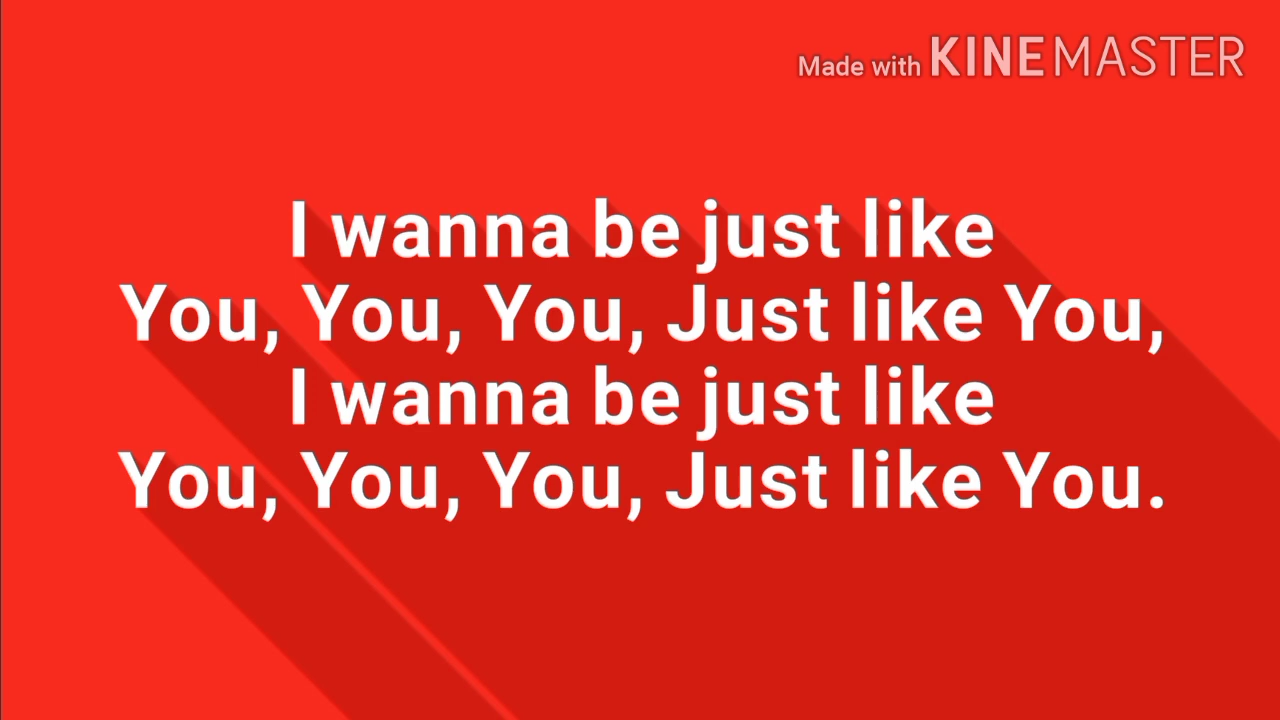 Made with KINEMASTER
I wanna be just like
You, You, You, Just like You,
I wanna be just like
You, You, You, Just like You.